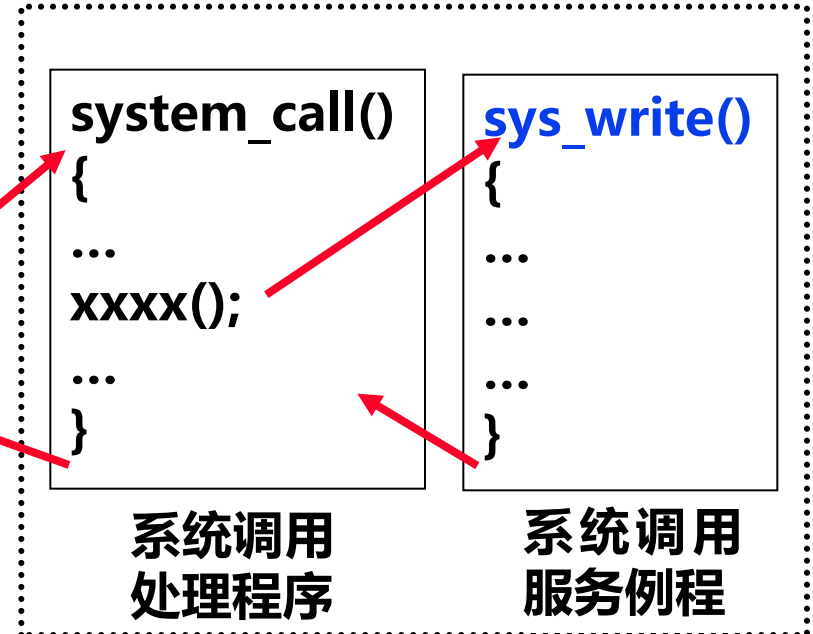 system_call()
{
...
xxxx();
...
}
系统调用
处理程序
sys_write()
{
...
...
...
}
系统调用
服务例程